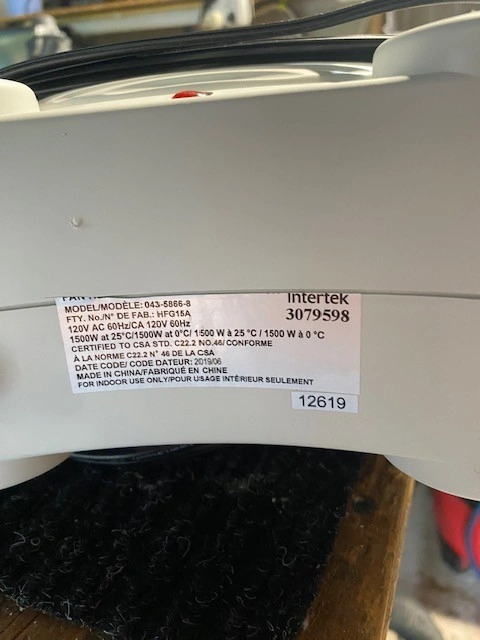 Intertek
3079598
MODEL/MODÈLE: 043-5866-8
FTY. No./N° DE FAB.: HFG15A
120V AC 60Hz/CA 120V 60Hz
1500W at 25°C/1500W at 0°C/ 1500 W à 25 °C / 1500 W à 0 °C
CERTIFIED TO CSA STD. C22.2 NO.46/ CONFORME
À LA NORME C22.2 N° 46 DE LA CSA
DATE CODE/ CODE DATEUR: 2019/06
MADE IN CHINA/FABRIQUÉ EN CHINE
FOR INDOOR USE ONLY/POUR USAGE INTÉRIEUR SEULEMENT
12619